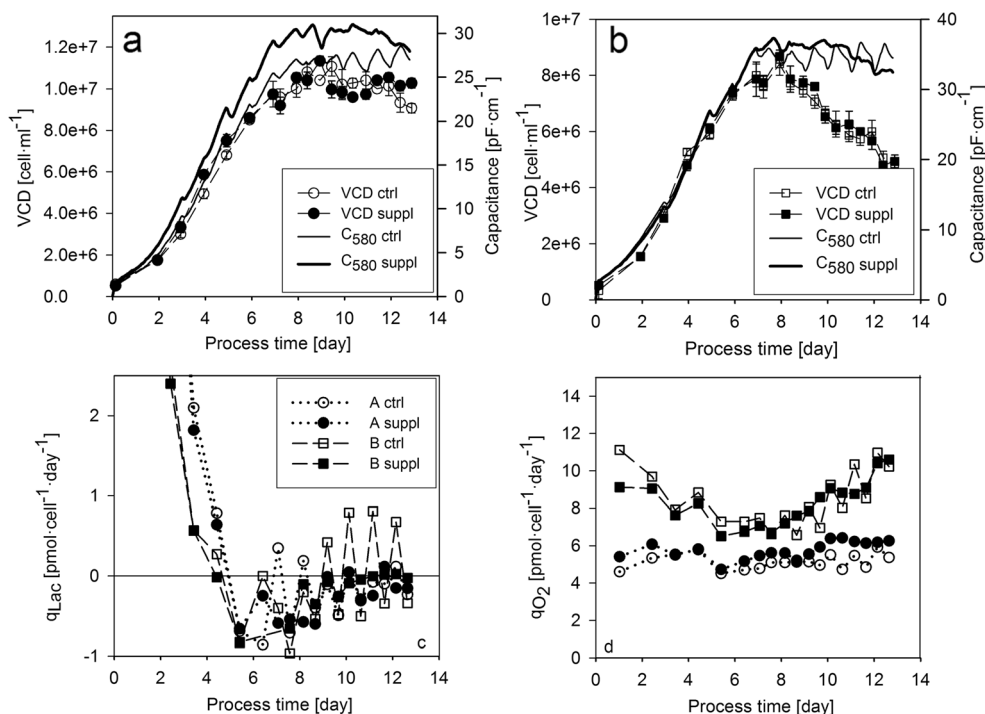 a
VCD [cell·ml⁻¹]
1.2e+7
1.0e+7
8.0e+6
6.0e+6
4.0e+6
2.0e+6
0.0
30
25
20
15
10
5
0
Capacitance [pF·cm⁻¹]
VCD ctrl
VCD suppl
C₅₈₀ ctrl
C₅₈₀ suppl
0 2 4 6 8 10 12 14
Process time [day]
b
VCD [cell·ml⁻¹]
1e+7
8e+6
6e+6
4e+6
2e+6
0
40
30
20
10
0
Capacitance [pF·cm⁻¹]
VCD ctrl
VCD suppl
C₅₈₀ ctrl
C₅₈₀ suppl
0 2 4 6 8 10 12 14
Process time [day]
qLac [pmol·cell⁻¹·day⁻¹]
2
1
0
-1
A ctrl
A suppl
B ctrl
B suppl
c
0 2 4 6 8 10 12 14
Process time [day]
qO₂ [pmol·cell⁻¹·day⁻¹]
14
12
10
8
6
4
2
0
d
0 2 4 6 8 10 12 14
Process time [day]